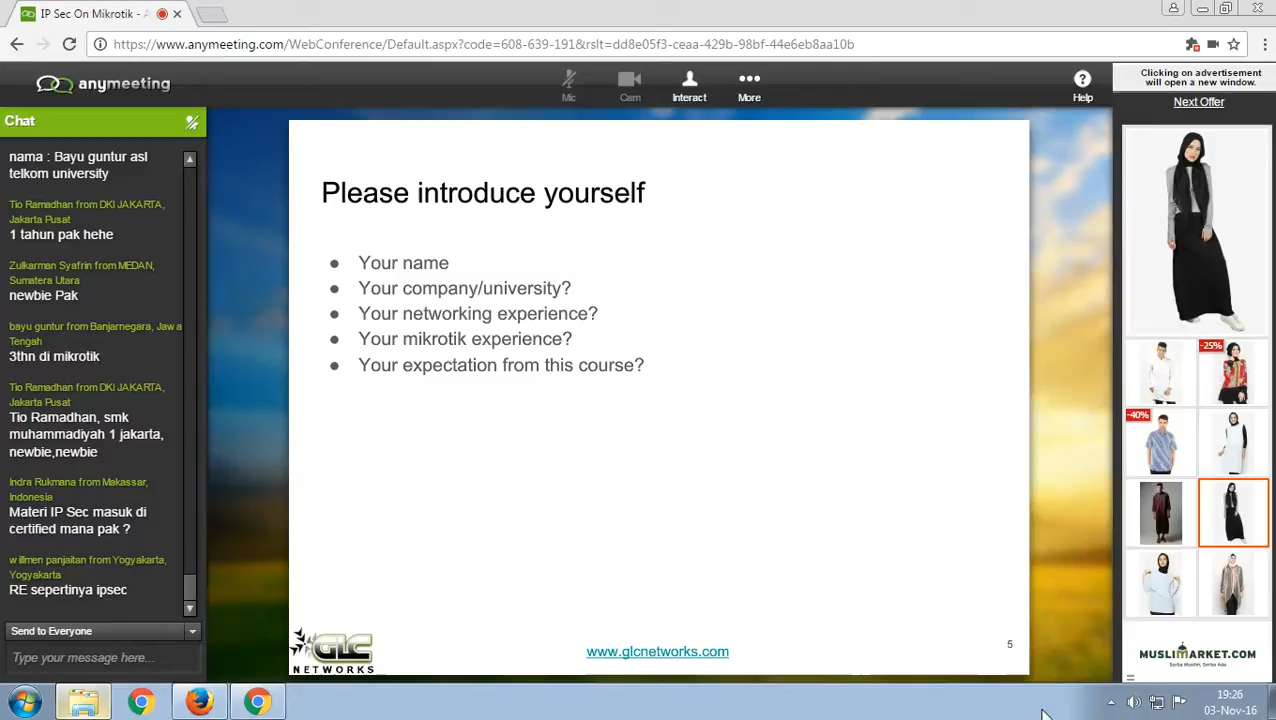 IP Sec On Mikrotik - A
https://www.anymeeting.com/WebConference/Default.aspx?code=608-639-191&rslt=dd8e05f3-ceaa-429b-98bf-44e6eb8aa10b
anymeeting
Mic
Cam
Interact
More
Help
Clicking on advertisement
will open a new window.
Next Offer
Chat
nama : Bayu guntur asl
telkom university
Tio Ramadhan from DKI JAKARTA,
Jakarta Pusat
1 tahun pak hehe
Zulkarman Syafrin from MEDAN,
Sumatera Utara
newbie Pak
bayu guntur from Banjarnegara, Jawa
Tengah
3thn di mikrotik
Tio Ramadhan from DKI JAKARTA,
Jakarta Pusat
Tio Ramadhan, smk
muhammadiyah 1 jakarta,
newbie,newbie
Indra Rukmana from Makassar,
Indonesia
Materi IP Sec masuk di
certified mana pak ?
willmen panjaitan from Yogyakarta,
Yogyakarta
RE sepertinya ipsec
Send to Everyone
Type your message here...
Please introduce yourself
● Your name
● Your company/university?
● Your networking experience?
● Your mikrotik experience?
● Your expectation from this course?
GLC
NETWORKS
www.glcnetworks.com
5
-25%
-40%
MUSLIMARKET.COM
Serba Muslim, Serba Ada
19:26
03-Nov-16